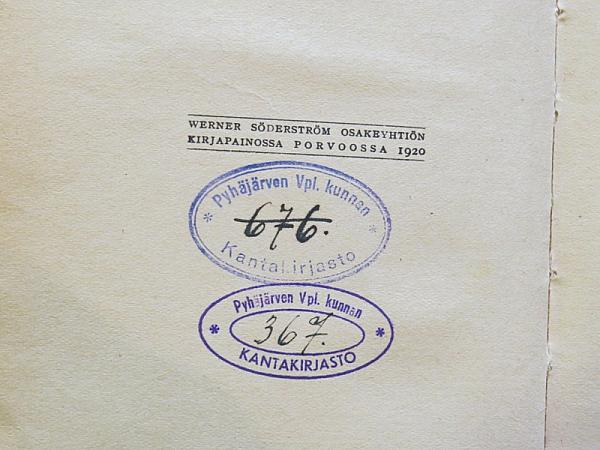 WERNER SÖDERSTRÖM OSAKEYHTIÖN
KIRJAPAINOSSA PORVOOSSA 1920
* Pyhäjärven Vpl. kunnan *
676.
Kantakirjasto
Pyhäjärven Vpl. kunnan
* 367. *
KANTAKIRJASTO